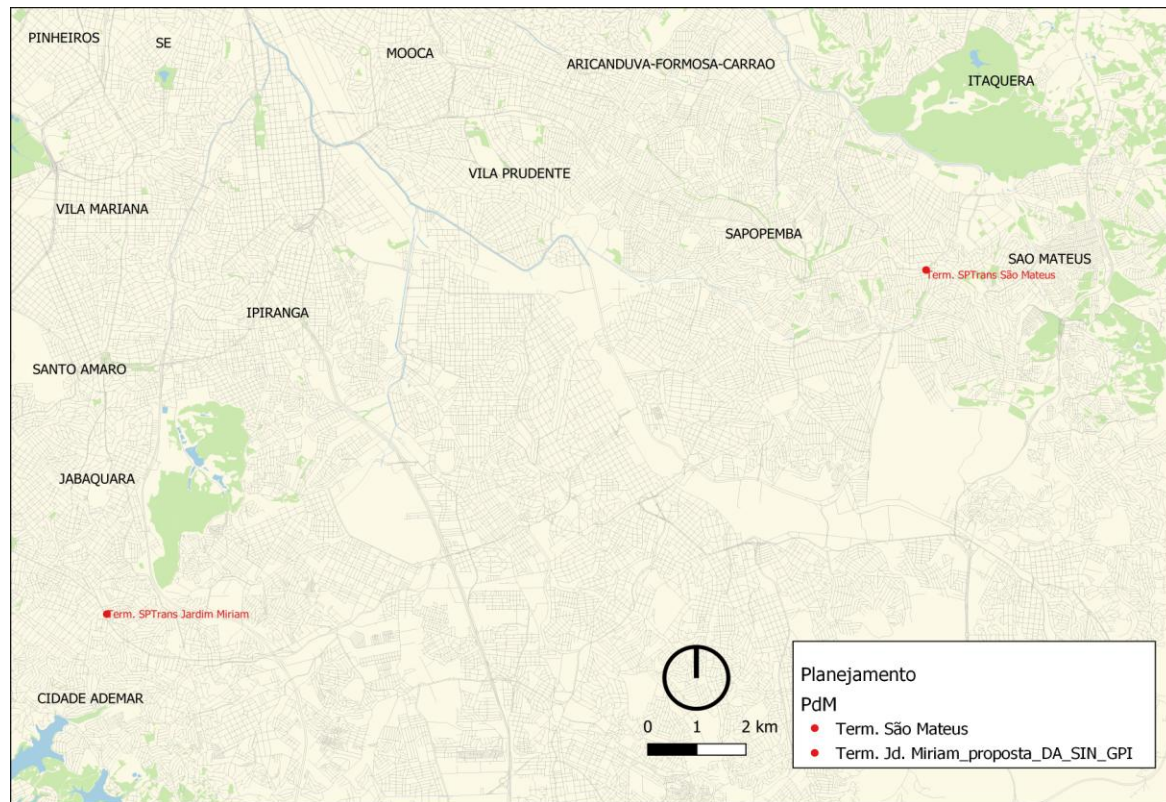 PINHEIROS
SE
MOOCA
ARICANDUVA-FORMOSA-CARRAO
ITAQUERA
VILA PRUDENTE
VILA MARIANA
SAPOPEMBA
SAO MATEUS
Term. SPTrans São Mateus
IPIRANGA
SANTO AMARO
JABAQUARA
Term. SPTrans Jardim Miriam
CIDADE ADEMAR
0 1 2 km
Planejamento
PdM
Term. São Mateus
Term. Jd. Miriam_proposta_DA_SIN_GPI